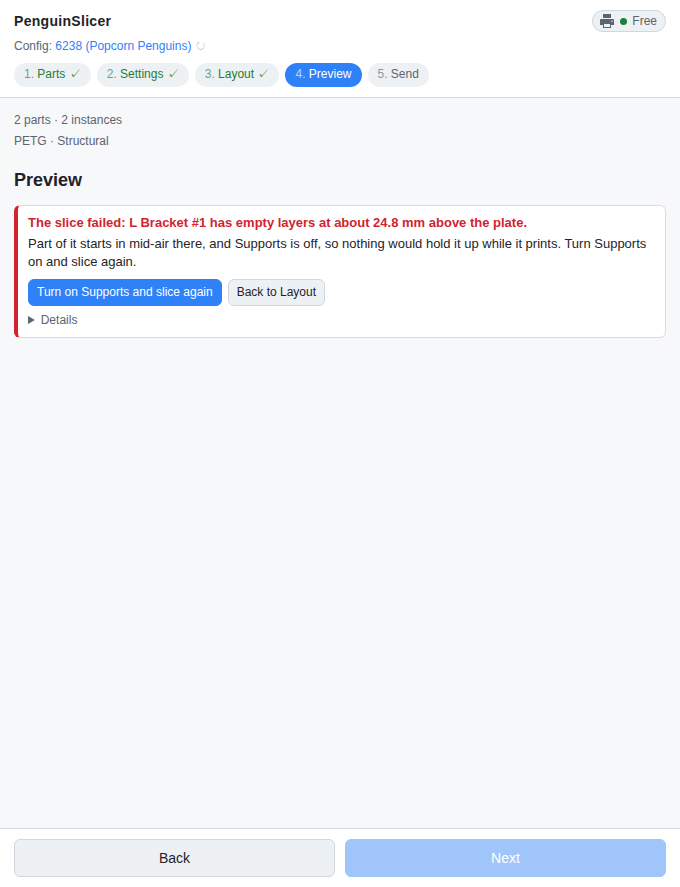 PenguinSlicer
Free
Config: 6238 (Popcorn Penguins)
1. Parts ✓
2. Settings ✓
3. Layout ✓
4. Preview
5. Send
2 parts · 2 instances
PETG · Structural
Preview
The slice failed: L Bracket #1 has empty layers at about 24.8 mm above the plate.
Part of it starts in mid-air there, and Supports is off, so nothing would hold it up while it prints. Turn Supports
on and slice again.
Turn on Supports and slice again
Back to Layout
Details
Back
Next